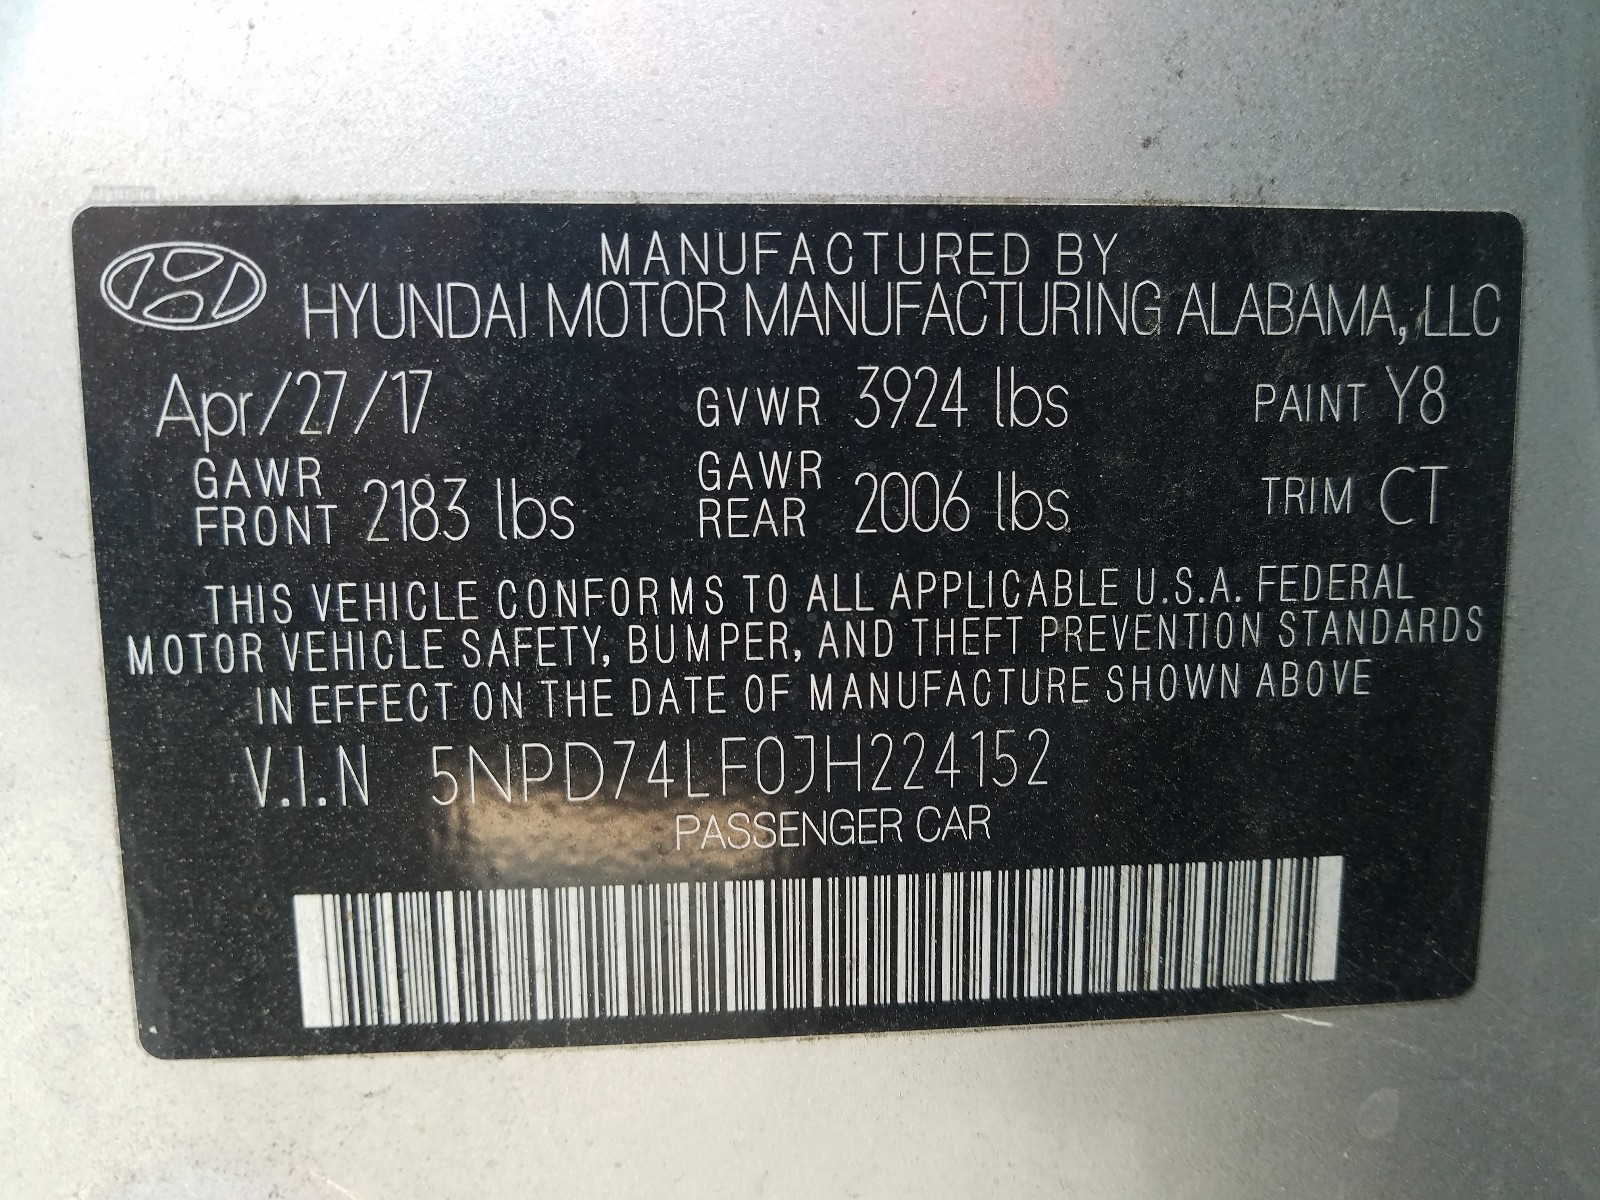 MANUFACTURED BY
HYUNDAI MOTOR MANUFACTURING ALABAMA, LLC
Apr/27/17 GVWR 3924 lbs PAINT Y8
GAWR FRONT 2183 lbs GAWR REAR 2006 lbs TRIM CT
THIS VEHICLE CONFORMS TO ALL APPLICABLE U.S.A. FEDERAL
MOTOR VEHICLE SAFETY, BUMPER, AND THEFT PREVENTION STANDARDS
IN EFFECT ON THE DATE OF MANUFACTURE SHOWN ABOVE
V.I.N 5NPD74LF0JH224152
PASSENGER CAR